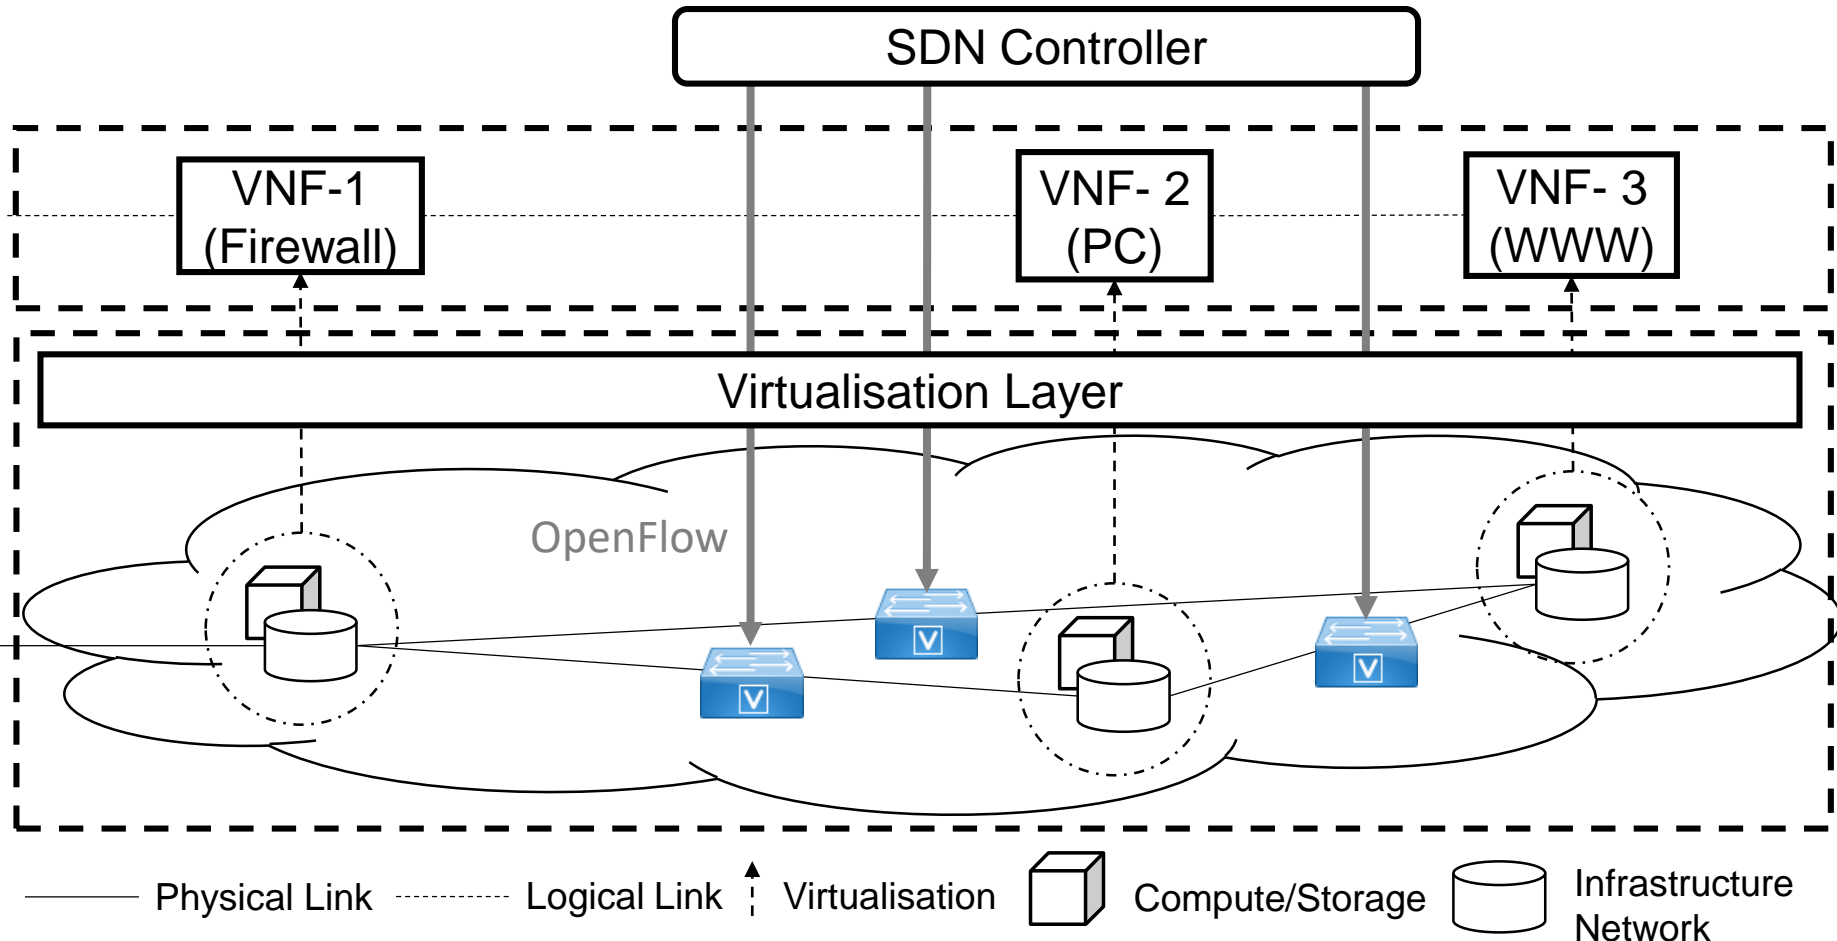 SDN Controller
VNF-1
(Firewall)
VNF- 2
(PC)
VNF- 3
(WWW)
Virtualisation Layer
OpenFlow
V
V
V
Physical Link
Logical Link
Virtualisation
Compute/Storage
Infrastructure
Network